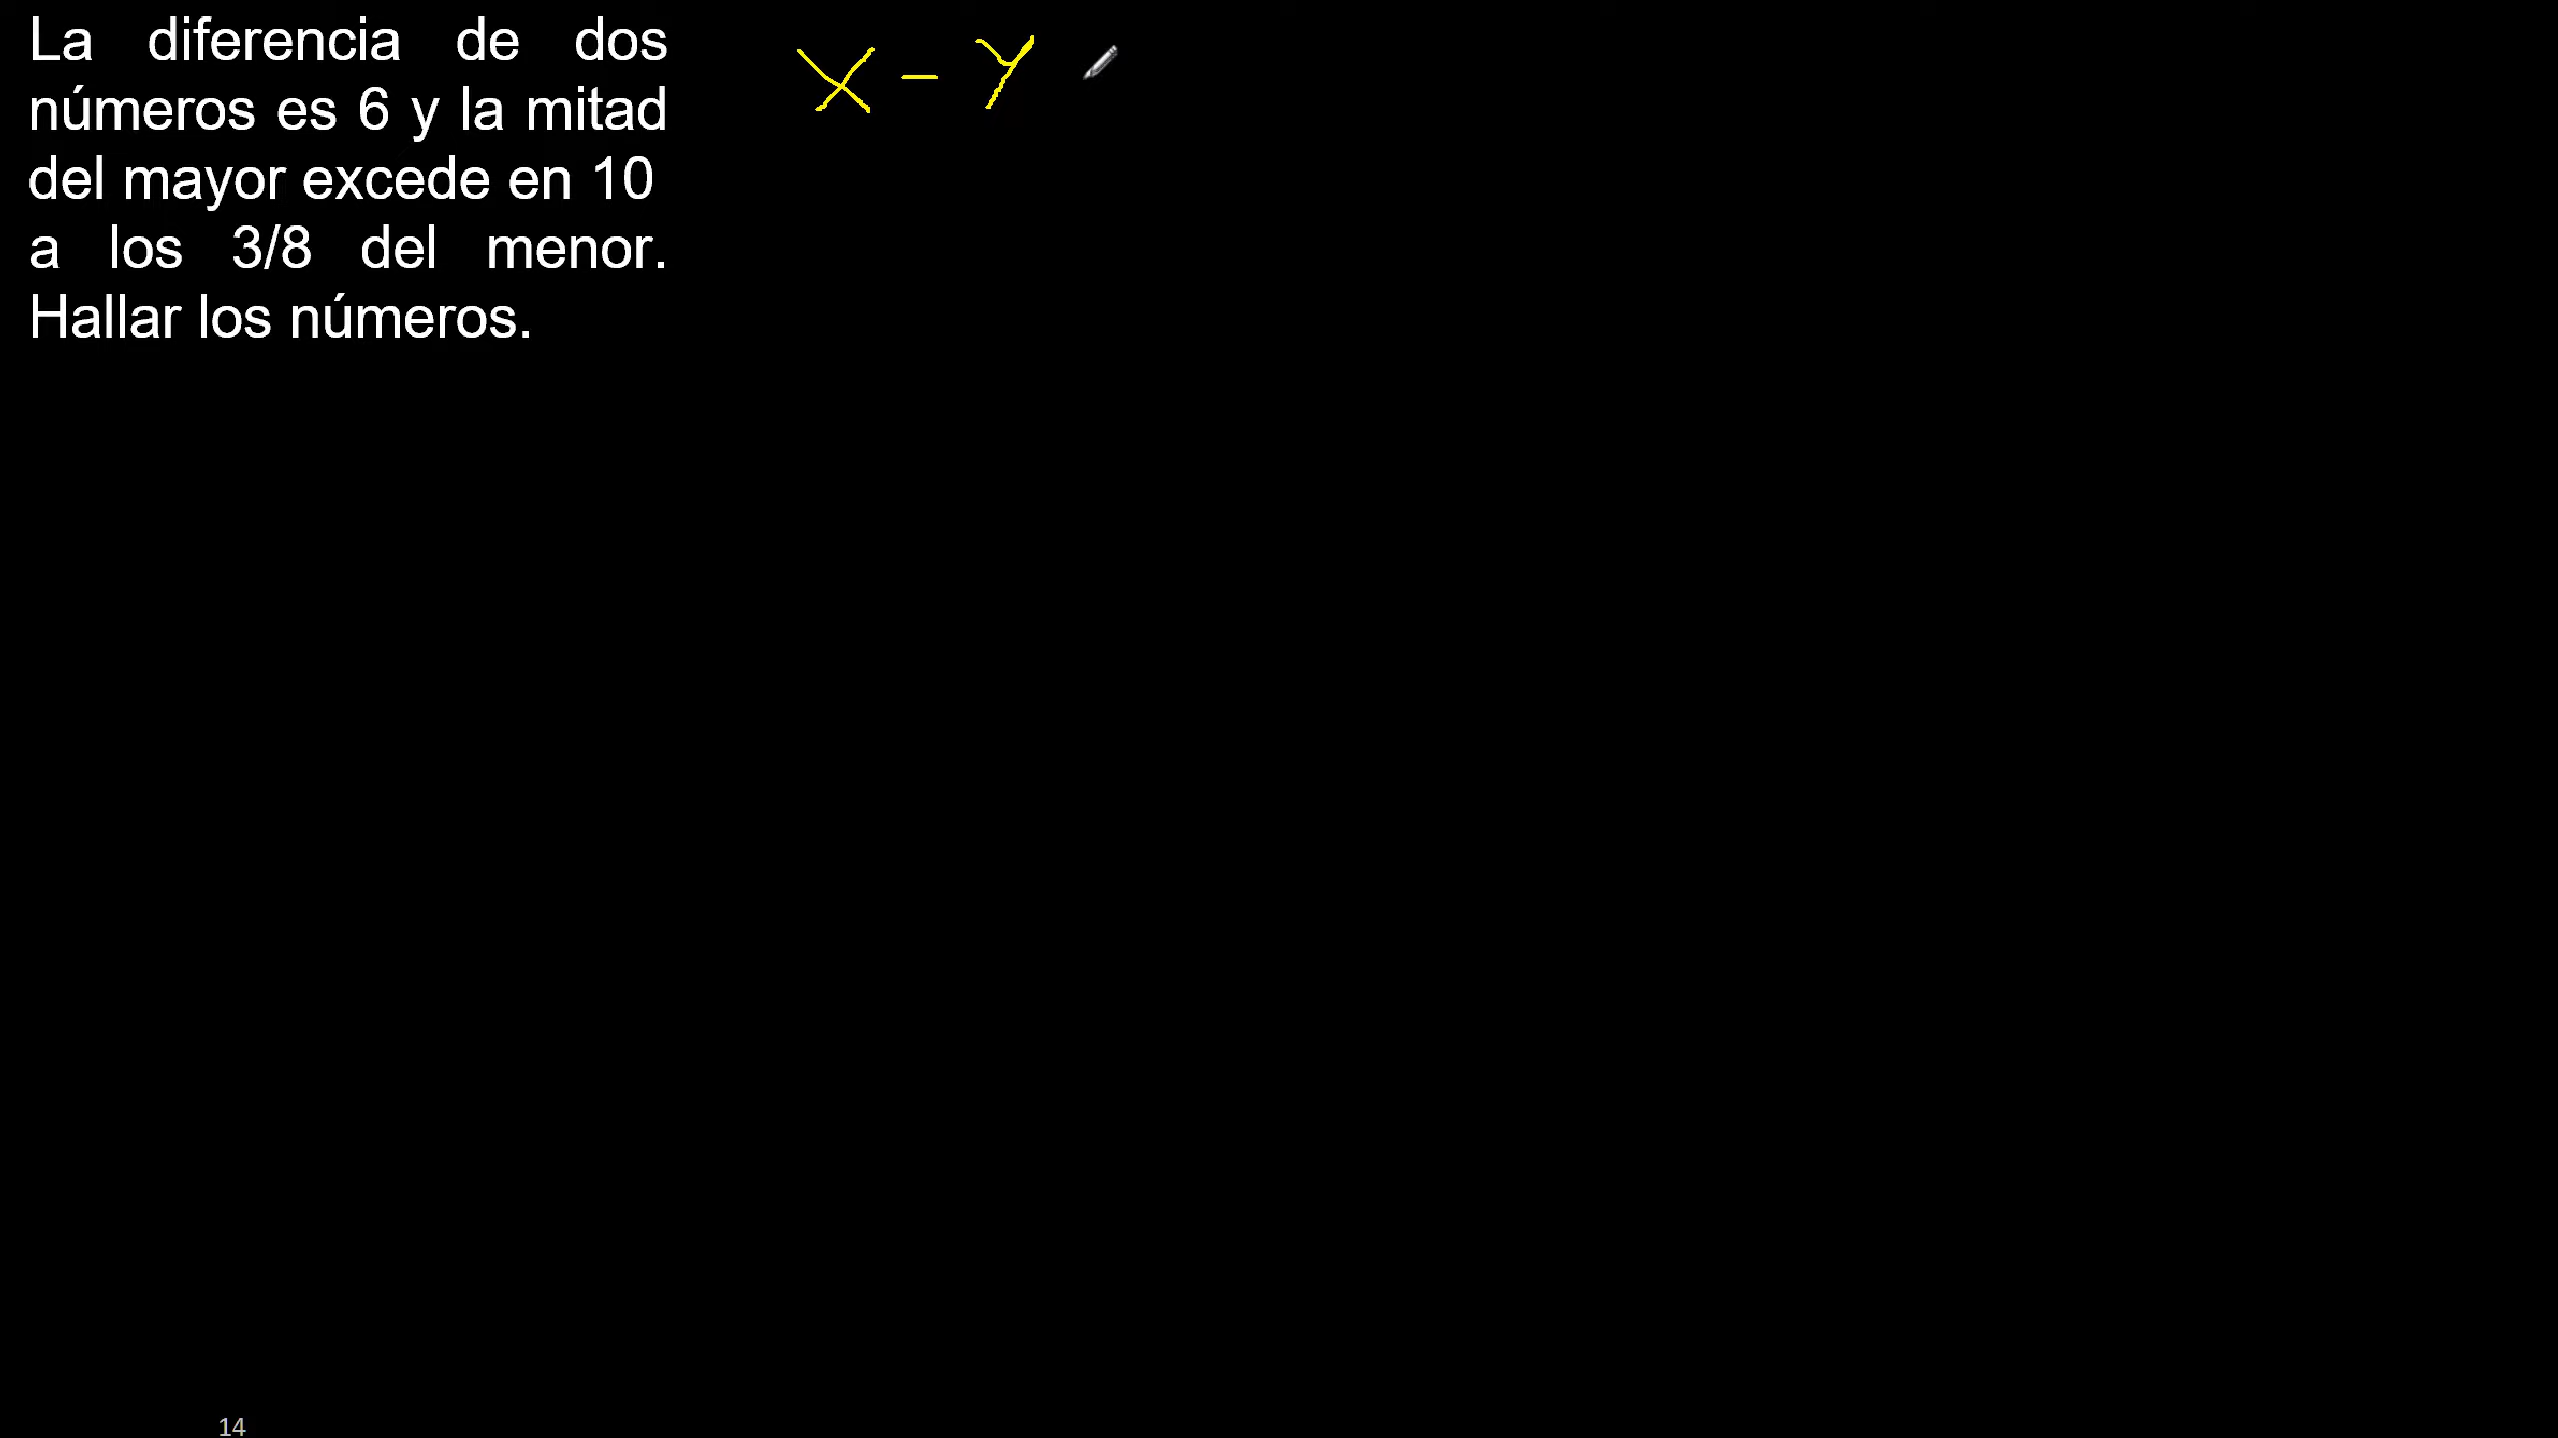 La diferencia de dos
números es 6 y la mitad
del mayor excede en 10
a los 3/8 del menor.
Hallar los números.
x - y
14